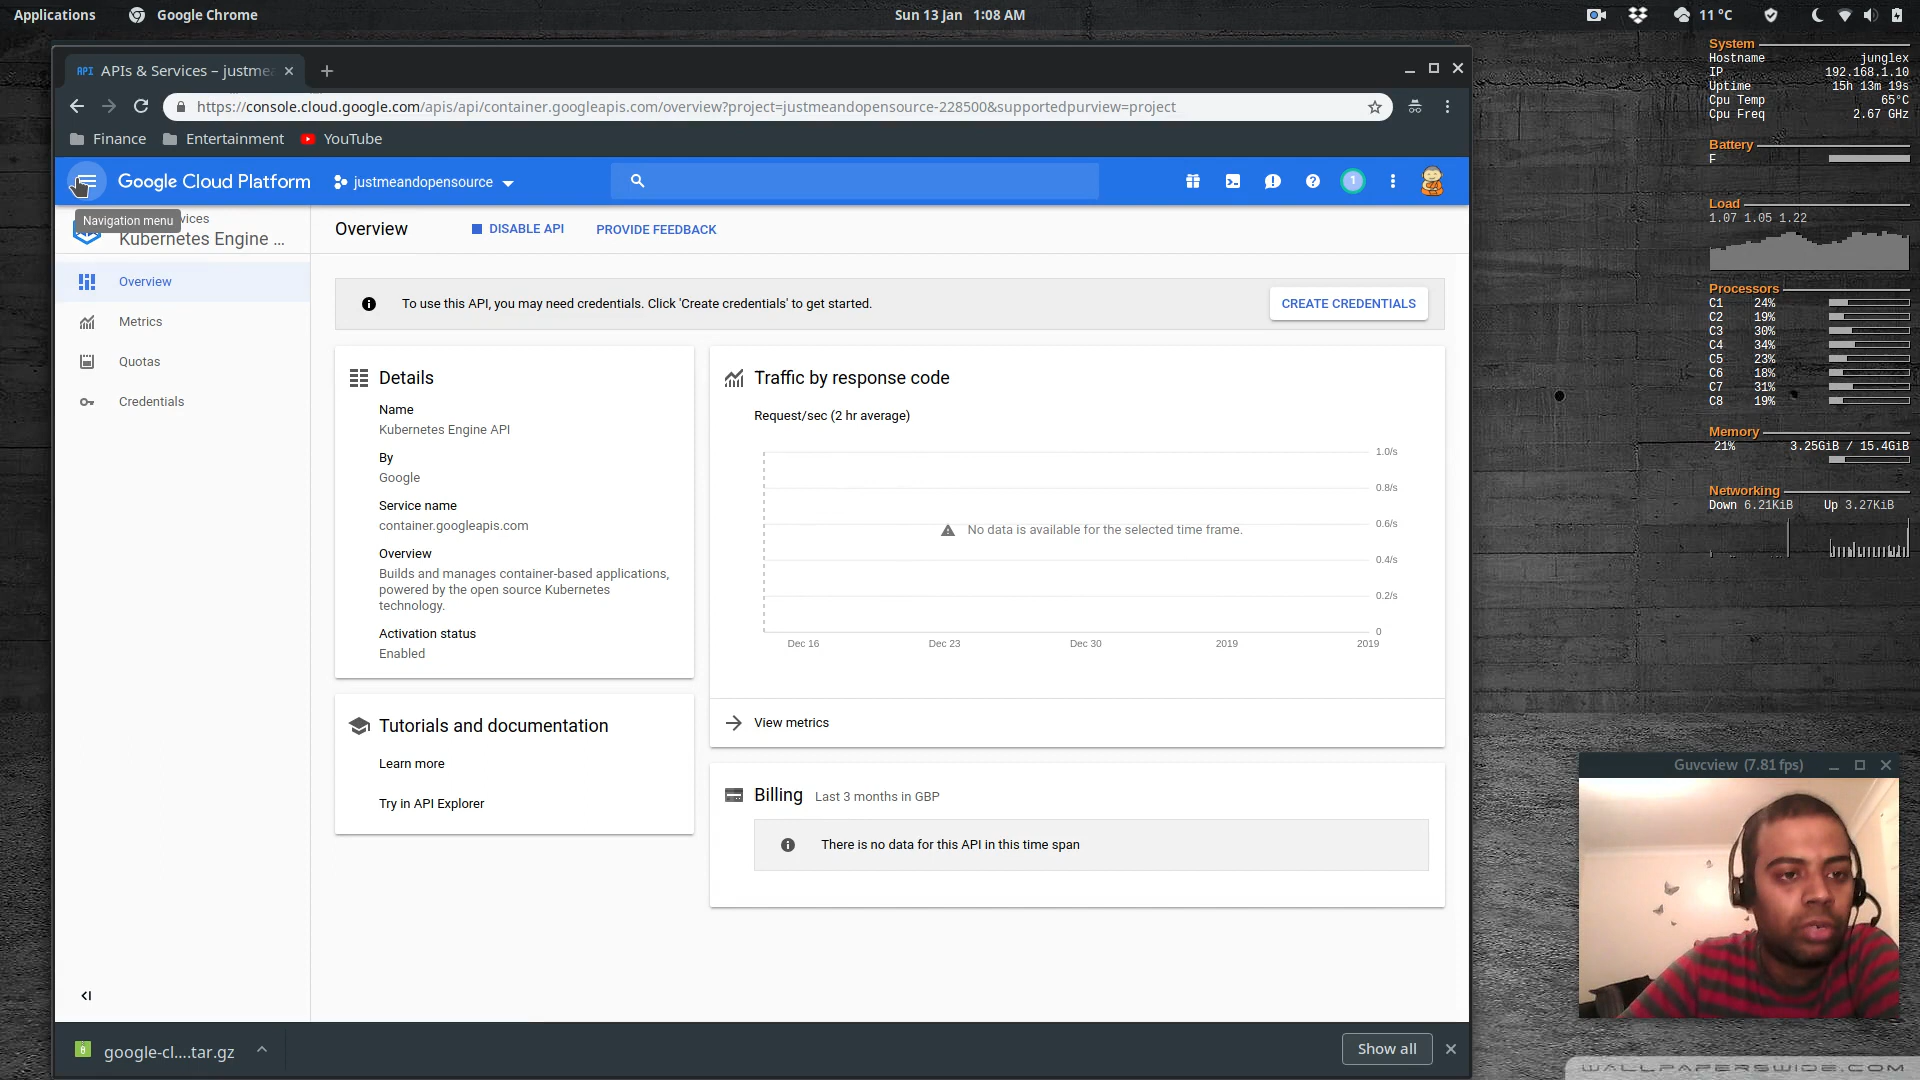 Applications
Google Chrome
Sun 13 Jan 1:08 AM
11 °C
API APIs & Services – justmea
https://console.cloud.google.com/apis/api/container.googleapis.com/overview?project=justmeandopensource-228500&supportedpurview=project
Finance
Entertainment
YouTube
Google Cloud Platform
justmeandopensource
1
Navigation menu
vices
Kubernetes Engine ...
Overview
DISABLE API
PROVIDE FEEDBACK
Overview
Metrics
Quotas
Credentials
To use this API, you may need credentials. Click 'Create credentials' to get started.
CREATE CREDENTIALS
Details
Name
Kubernetes Engine API
By
Google
Service name
container.googleapis.com
Overview
Builds and manages container-based applications,
powered by the open source Kubernetes
technology.
Activation status
Enabled
Tutorials and documentation
Learn more
Try in API Explorer
Traffic by response code
Request/sec (2 hr average)
1.0/s
0.8/s
0.6/s
0.4/s
0.2/s
0
No data is available for the selected time frame.
Dec 16
Dec 23
Dec 30
2019
2019
View metrics
Billing Last 3 months in GBP
There is no data for this API in this time span
google-cl....tar.gz
Show all
System
Hostname junglex
IP 192.168.1.10
Uptime 15h 13m 19s
Cpu Temp 65°C
Cpu Freq 2.67 GHz
Battery
F
Load
1.07 1.05 1.22
Processors
C1 24%
C2 19%
C3 30%
C4 34%
C5 23%
C6 18%
C7 31%
C8 19%
Memory
21% 3.25GiB / 15.4GiB
Networking
Down 6.21KiB Up 3.27KiB
Guvcview (7.81 fps)
WALLPAPERSWIDE.COM